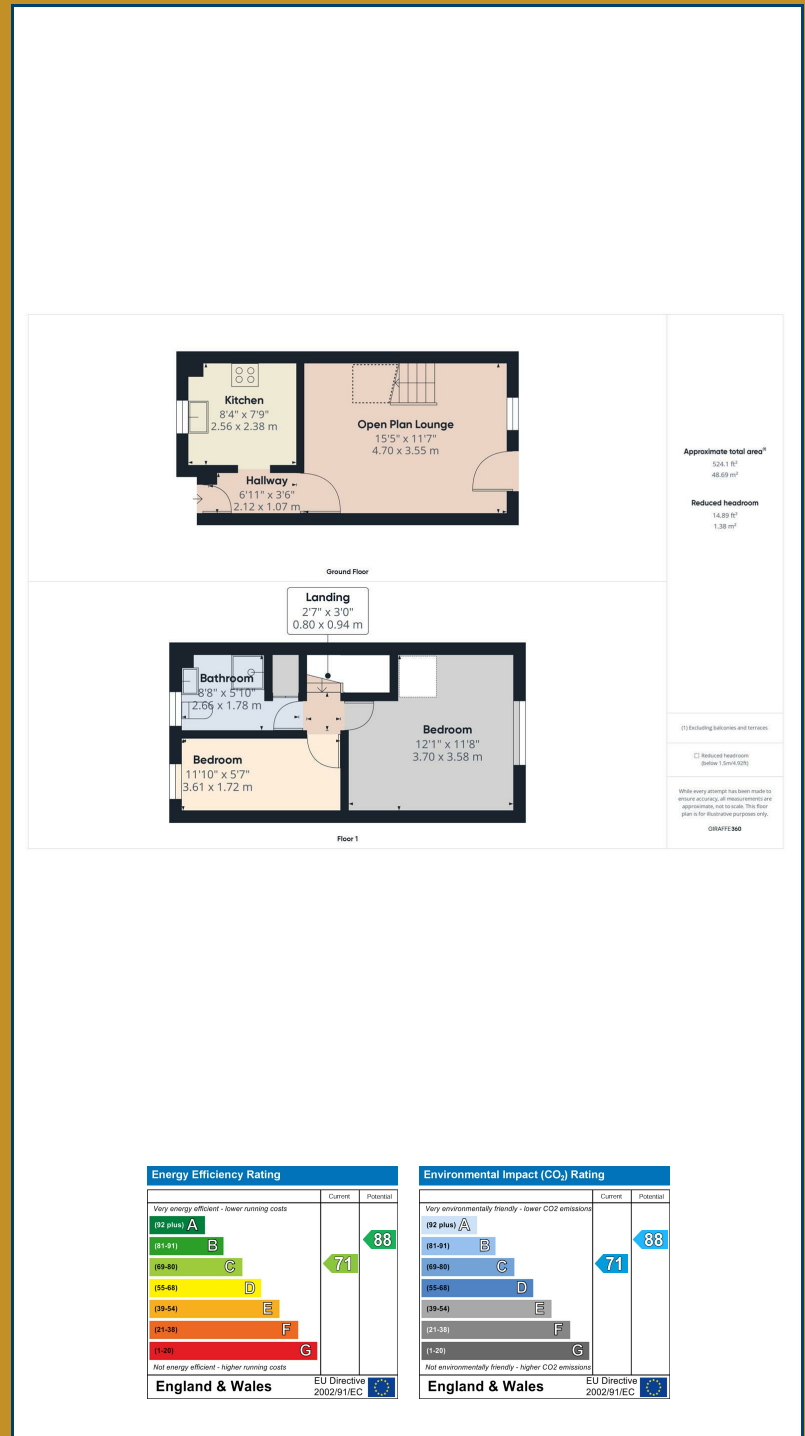 Kitchen
8'4" x 7'9"
2.56 x 2.38 m
Open Plan Lounge
15'5" x 11'7"
4.70 x 3.55 m
Hallway
6'11" x 3'6"
2.12 x 1.07 m
Ground Floor
Approximate total area⁽¹⁾
524.1 ft²
48.69 m²
Reduced headroom
14.89 ft²
1.38 m²
Landing
2'7" x 3'0"
0.80 x 0.94 m
Bathroom
8'8" x 5'10"
2.66 x 1.78 m
Bedroom
12'1" x 11'8"
3.70 x 3.58 m
Bedroom
11'10" x 5'7"
3.61 x 1.72 m
Floor 1
(1) Excluding balconies and terraces
Reduced headroom
(below 1.5m/4.92ft)
While every attempt has been made to
ensure accuracy, all measurements are
approximate, not to scale. This floor
plan is for illustrative purposes only.
GIRAFFE360
Energy Efficiency Rating
Current
Potential
Very energy efficient - lower running costs
(92 plus) A
(81-91) B
(69-80) C
(55-68) D
(39-54) E
(21-38) F
(1-20) G
71
88
Not energy efficient - higher running costs
England & Wales
EU Directive
2002/91/EC
Environmental Impact (CO₂) Rating
Current
Potential
Very environmentally friendly - lower CO2 emissions
(92 plus) A
(81-91) B
(69-80) C
(55-68) D
(39-54) E
(21-38) F
(1-20) G
71
88
Not environmentally friendly - higher CO2 emissions
England & Wales
EU Directive
2002/91/EC